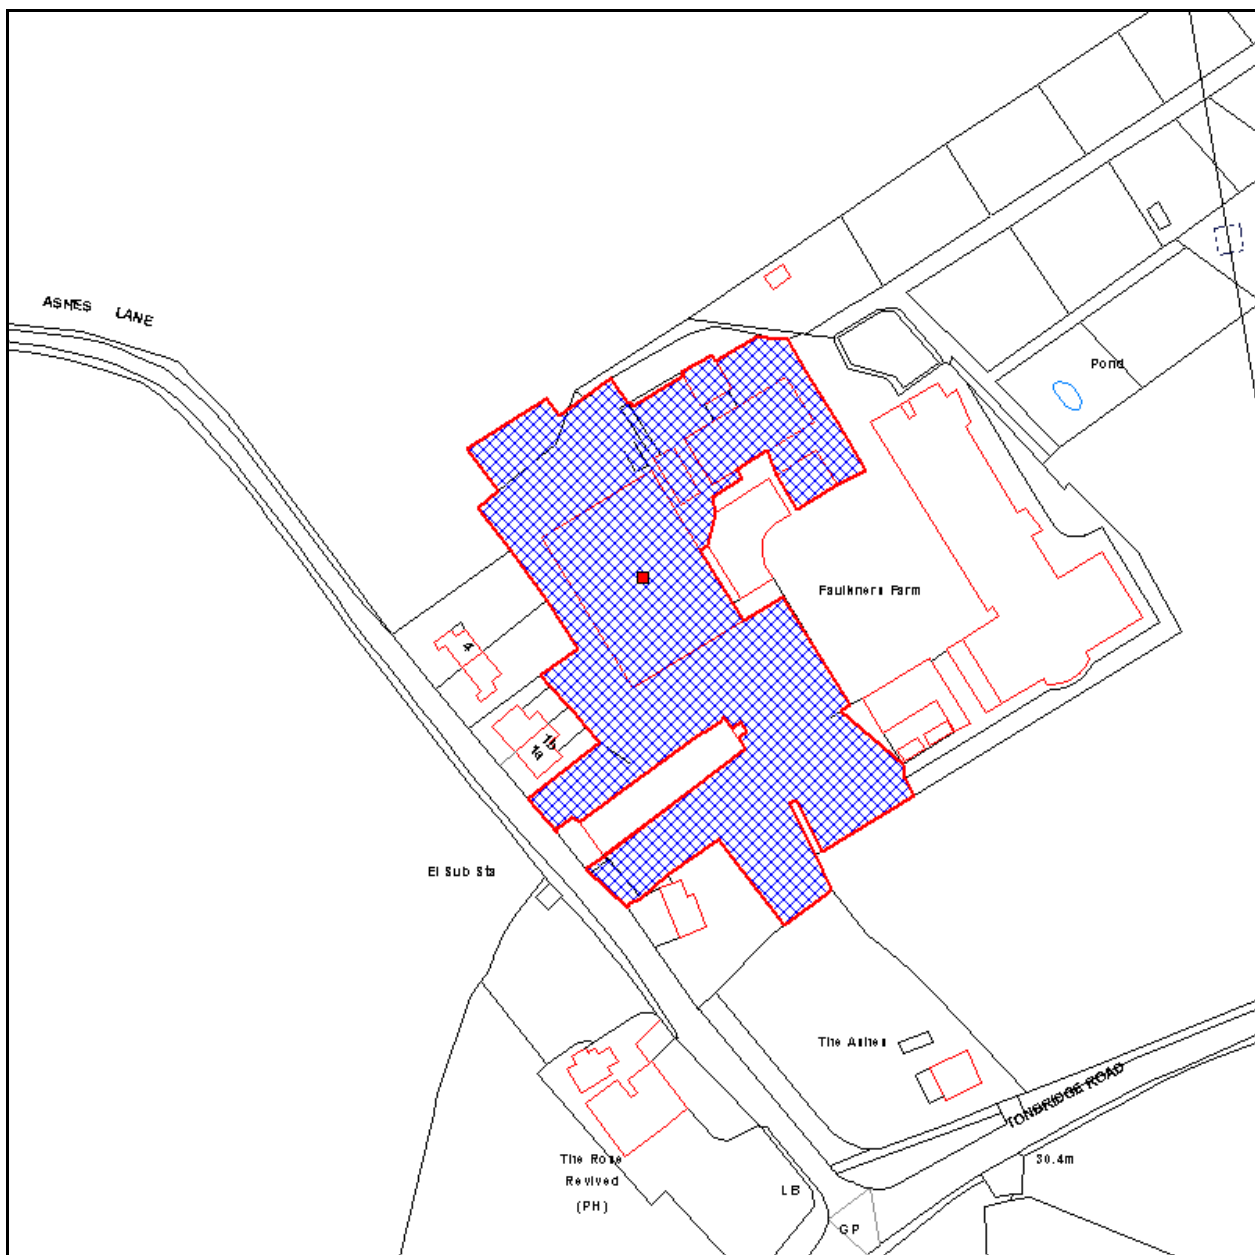 ASHES LANE
Pond
Faulkners Farm
4
1b
1a
El Sub Sta
The Ashes
TONBRIDGE ROAD
The Rose
Revived
(PH)
30.4m
LB
GP